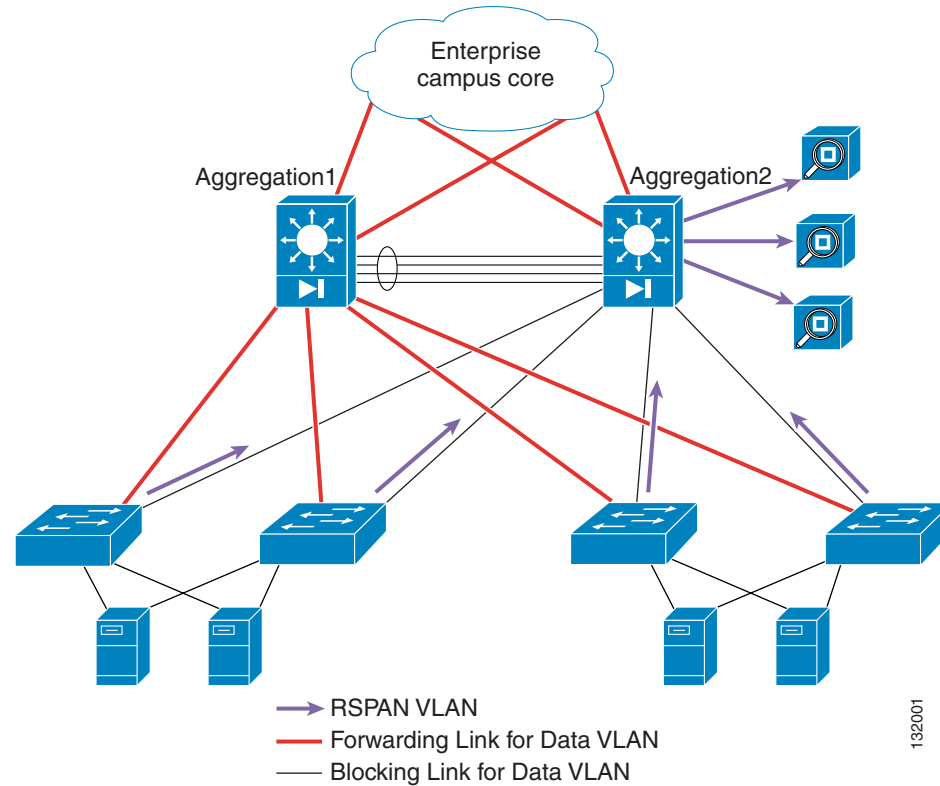 Enterprise
campus core
Aggregation1
Aggregation2
RSPAN VLAN
Forwarding Link for Data VLAN
Blocking Link for Data VLAN
132001